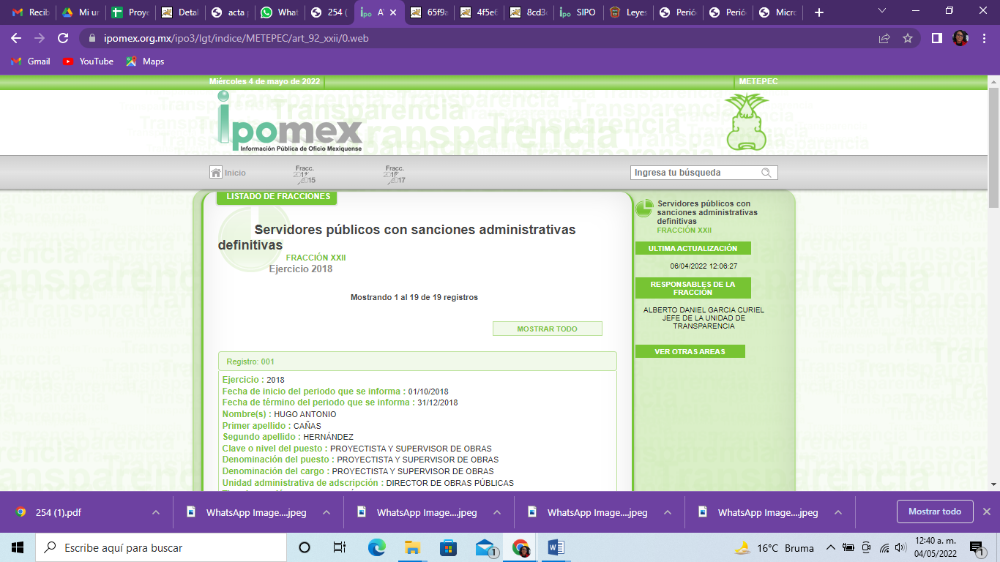 Recib
Mi ur
Proye
Detal
acta p
What
254 (
A
65f9a
4f5e6
8cd3c
SIPO
Leyes
Perió
Perió
Micro
ipomex.org.mx/ipo3/lgt/indice/METEPEC/art_92_xxii/0.web
Gmail
YouTube
Maps
Miércoles 4 de mayo de 2022
METEPEC
ipomex
Información Pública de Oficio Mexiquense
Transparencia
Inicio
Fracc.
2015
Fracc.
2017
Ingresa tu búsqueda
LISTADO DE FRACCIONES
Servidores públicos con sanciones administrativas
definitivas
FRACCIÓN XXII
Ejercicio 2018
Mostrando 1 al 19 de 19 registros
MOSTRAR TODO
Registro: 001
Ejercicio : 2018
Fecha de inicio del periodo que se informa : 01/10/2018
Fecha de término del periodo que se informa : 31/12/2018
Nombre(s) : HUGO ANTONIO
Primer apellido : CAÑAS
Segundo apellido : HERNÁNDEZ
Clave o nivel del puesto : PROYECTISTA Y SUPERVISOR DE OBRAS
Denominación del puesto : PROYECTISTA Y SUPERVISOR DE OBRAS
Denominación del cargo : PROYECTISTA Y SUPERVISOR DE OBRAS
Unidad administrativa de adscripción : DIRECTOR DE OBRAS PÚBLICAS
Servidores públicos con
sanciones administrativas
definitivas
FRACCIÓN XXII
ULTIMA ACTUALIZACIÓN
06/04/2022 12:06:27
RESPONSABLES DE LA
FRACCIÓN
ALBERTO DANIEL GARCIA CURIEL
JEFE DE LA UNIDAD DE
TRANSPARENCIA
VER OTRAS AREAS
254 (1).pdf
WhatsApp Image....jpeg
WhatsApp Image....jpeg
WhatsApp Image....jpeg
WhatsApp Image....jpeg
Mostrar todo
Escribe aquí para buscar
1
16°C Bruma
12:40 a. m.
04/05/2022
1